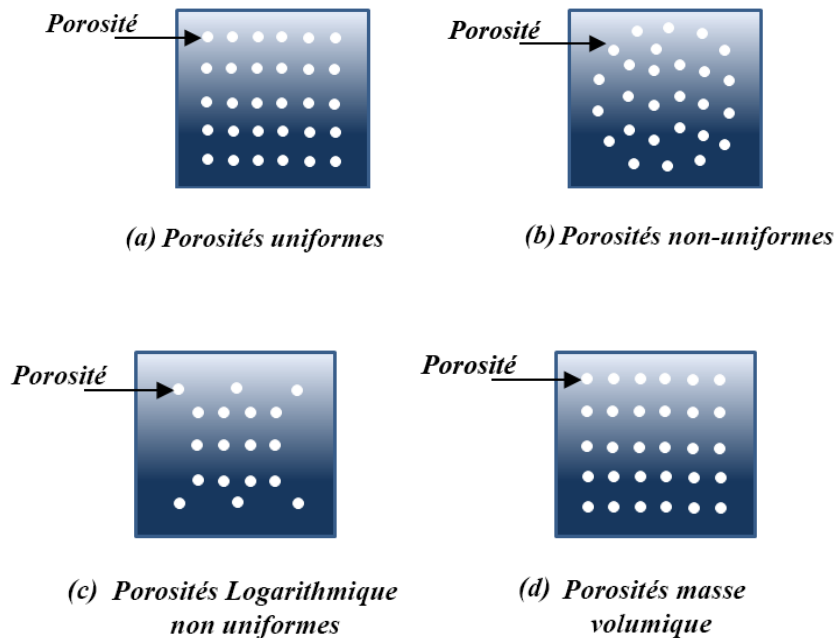 Porosité
Porosité
(a) Porosités uniformes
(b) Porosités non-uniformes
Porosité
Porosité
(c) Porosités Logarithmique
non uniformes
(d) Porosités masse
volumique